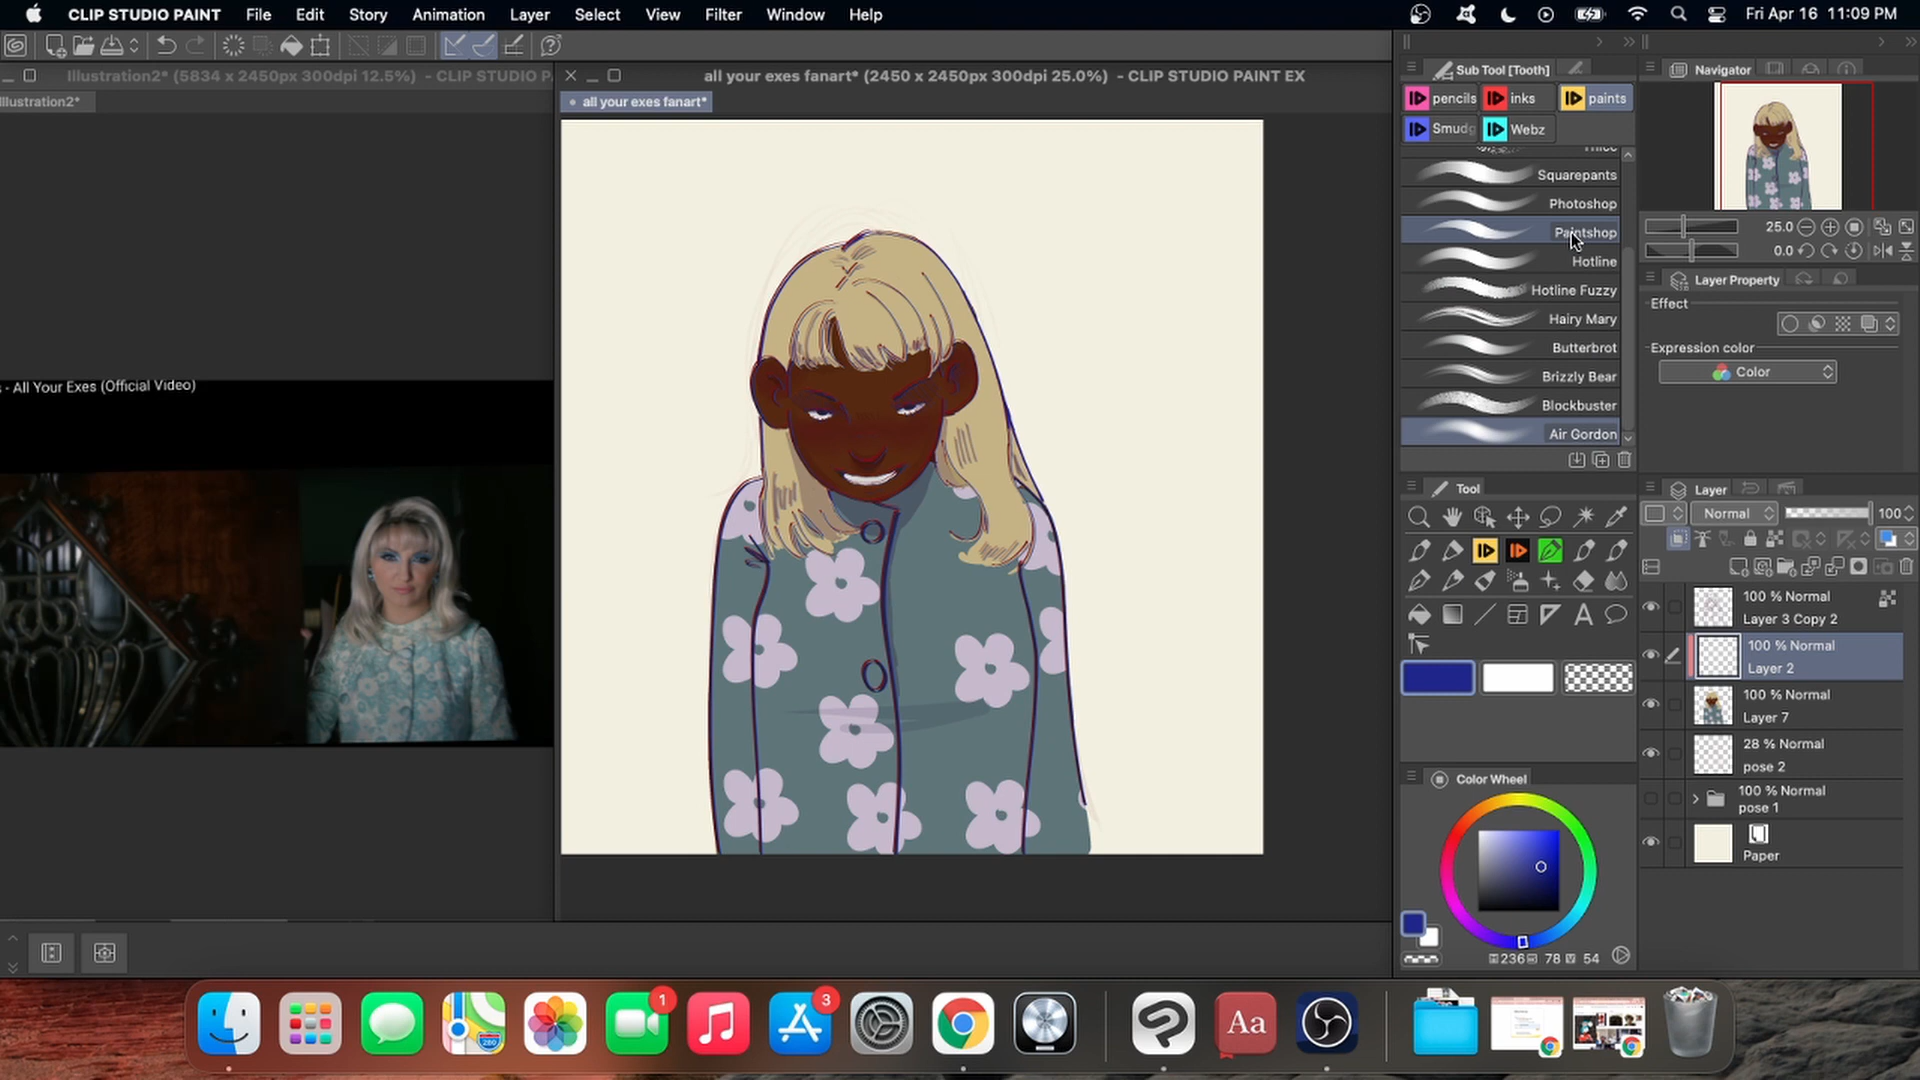 CLIP STUDIO PAINT File Edit Story Animation Layer Select View Filter Window Help Fri Apr 16 11:09 PM
Illustration2* (5834 x 2450px 300dpi 12.5%) - CLIP STUDIO P
all your exes fanart* (2450 x 2450px 300dpi 25.0%) - CLIP STUDIO PAINT EX
llustration2*
all your exes fanart*
s - All Your Exes (Official Video)
Sub Tool [Tooth]
pencils inks paints
Smudg Webz
Squarepants
Photoshop
Paintshop
Hotline
Hotline Fuzzy
Hairy Mary
Butterbrot
Brizzly Bear
Blockbuster
Air Gordon
Tool
Color Wheel
236 78 54
Navigator
25.0
0.0
Layer Property
Effect
Expression color
Color
Layer
Normal 100
100 % Normal
Layer 3 Copy 2
100 % Normal
Layer 2
100 % Normal
Layer 7
28 % Normal
pose 2
100 % Normal
pose 1
Paper
1
3
280
Aa